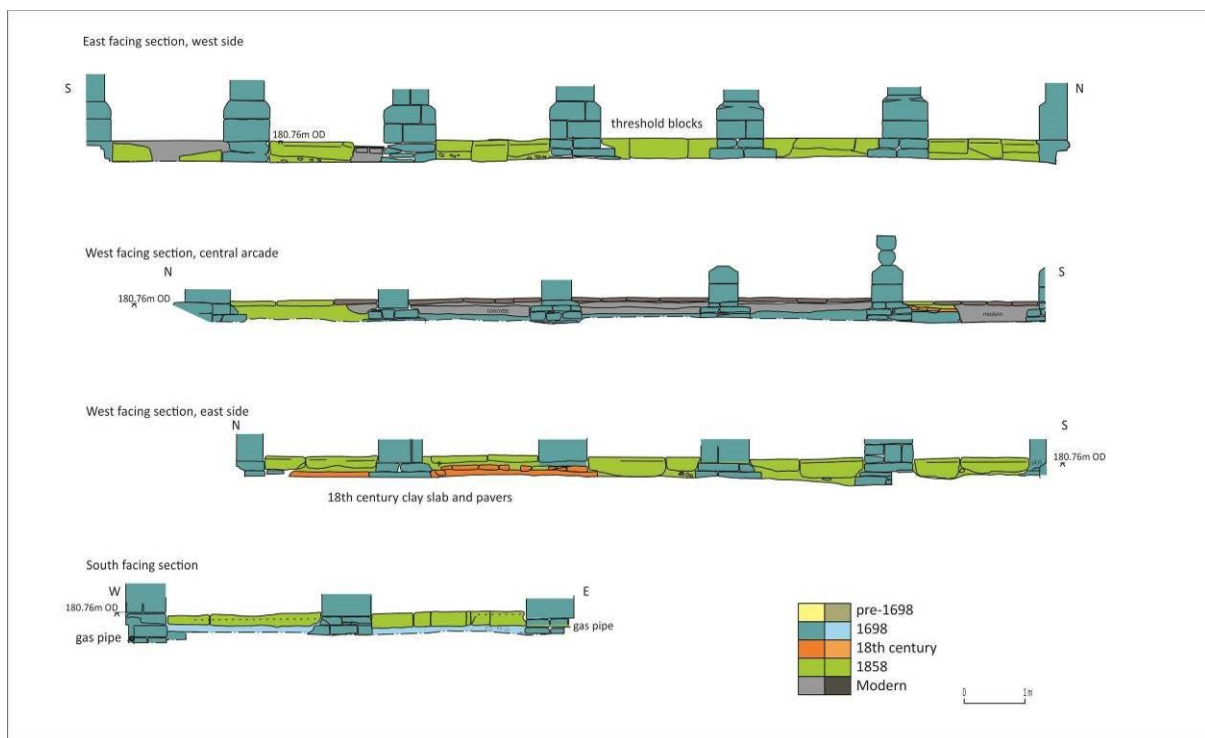 East facing section, west side
S
N
180.76m OD
threshold blocks
West facing section, central arcade
N
S
180.76m OD
concrete
modern
West facing section, east side
N
S
180.76m OD
18th century clay slab and pavers
South facing section
W
E
180.76m OD
gas pipe
gas pipe
pre-1698
1698
18th century
1858
Modern
0 1m